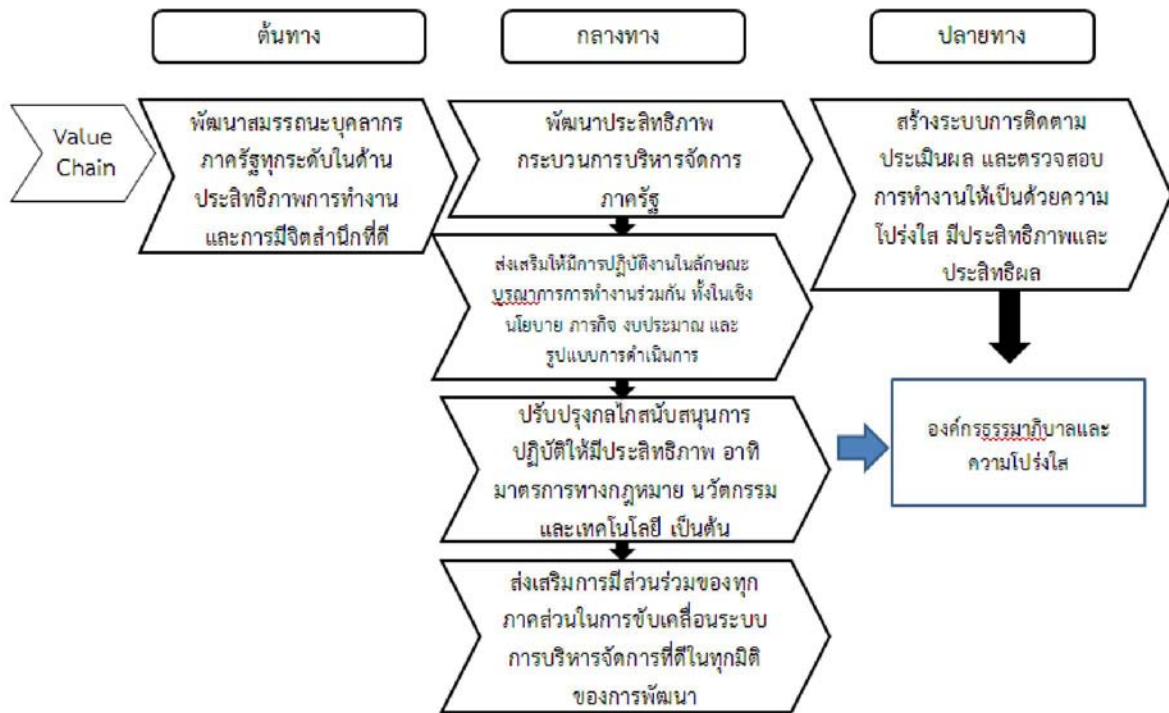 ต้นทาง
กลางทาง
ปลายทาง
Value
Chain
พัฒนาสมรรถนะบุคลากร
ภาครัฐทุกระดับในด้าน
ประสิทธิภาพการทำงาน
และการมีจิตสำนึกที่ดี
พัฒนาประสิทธิภาพ
กระบวนการบริหารจัดการ
ภาครัฐ
ส่งเสริมให้มีการปฏิบัติงานในลักษณะ
บูรณาการการทำงานร่วมกัน ทั้งในเชิง
นโยบาย ภารกิจ งบประมาณ และ
รูปแบบการดำเนินการ
ปรับปรุงกลไกสนับสนุนการ
ปฏิบัติให้มีประสิทธิภาพ อาทิ
มาตรการทางกฎหมาย นวัตกรรม
และเทคโนโลยี เป็นต้น
ส่งเสริมการมีส่วนร่วมของทุก
ภาคส่วนในการขับเคลื่อนระบบ
การบริหารจัดการที่ดีในทุกมิติ
ของการพัฒนา
สร้างระบบการติดตาม
ประเมินผล และตรวจสอบ
การทำงานให้เป็นด้วยความ
โปร่งใส มีประสิทธิภาพและ
ประสิทธิผล
องค์กรธรรมาภิบาลและ
ความโปร่งใส